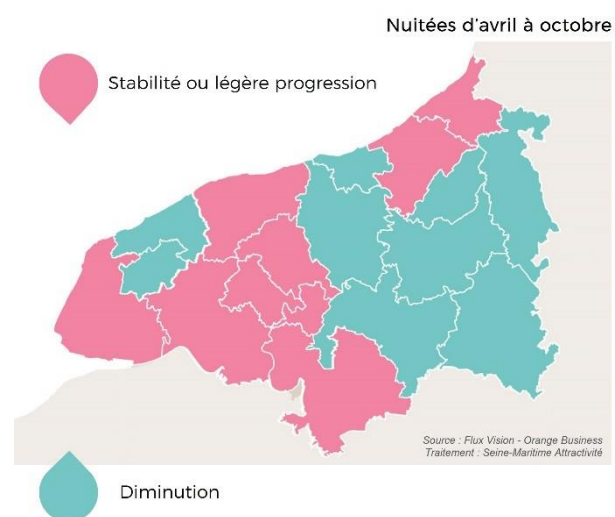 Nuitées d'avril à octobre
Stabilité ou légère progression
Source : Flux Vision - Orange Business
Traitement : Seine-Maritime Attractivité
Diminution